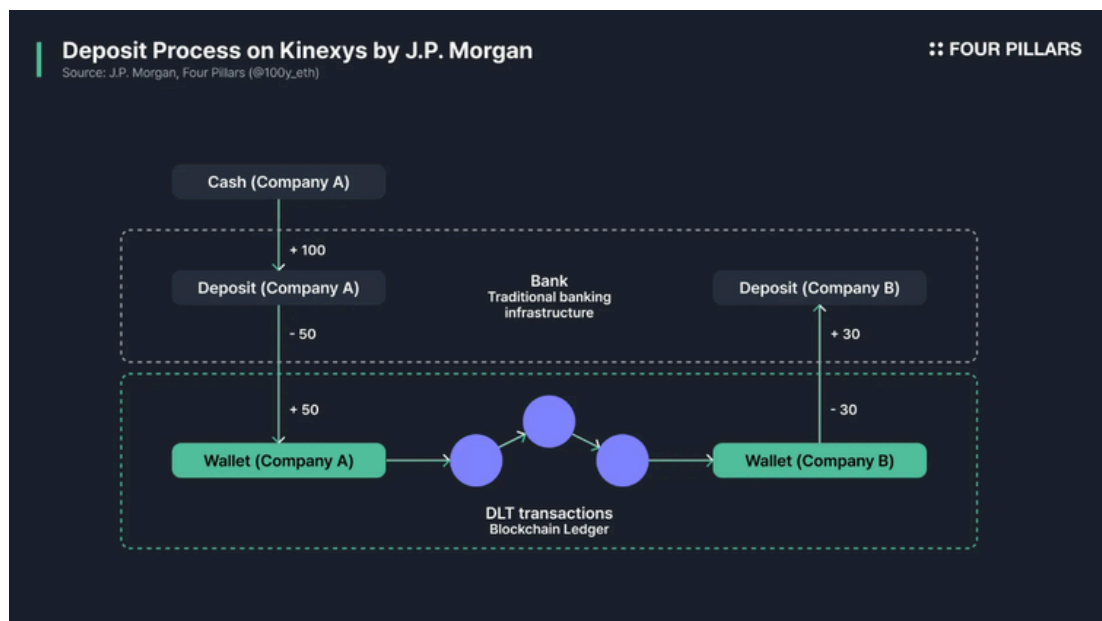 Deposit Process on Kinexys by J.P. Morgan
FOUR PILLARS
Source: J.P. Morgan, Four Pillars (@100y_eth)
Cash (Company A)
+ 100
Deposit (Company A)
Bank
Traditional banking
infrastructure
Deposit (Company B)
- 50
+ 30
+ 50
- 30
Wallet (Company A)
Wallet (Company B)
DLT transactions
Blockchain Ledger